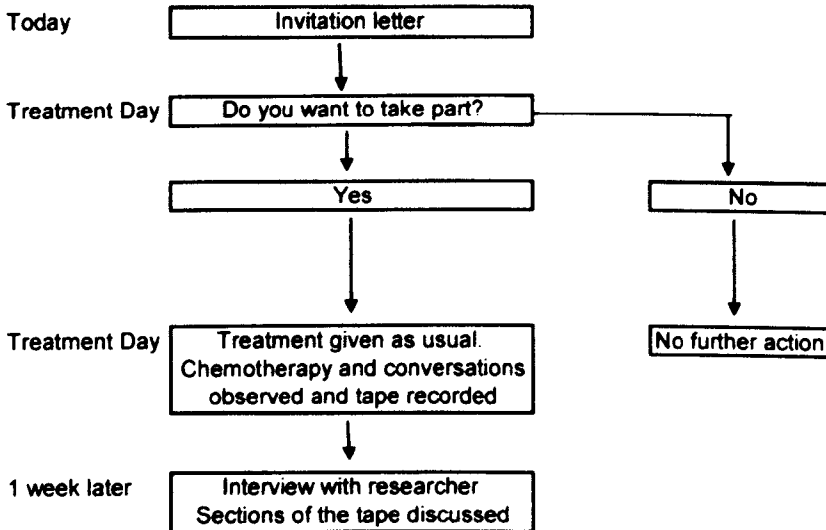 Today
Invitation letter
Treatment Day
Do you want to take part?
Yes
No
Treatment Day
Treatment given as usual.
Chemotherapy and conversations
observed and tape recorded
No further action
1 week later
Interview with researcher
Sections of the tape discussed